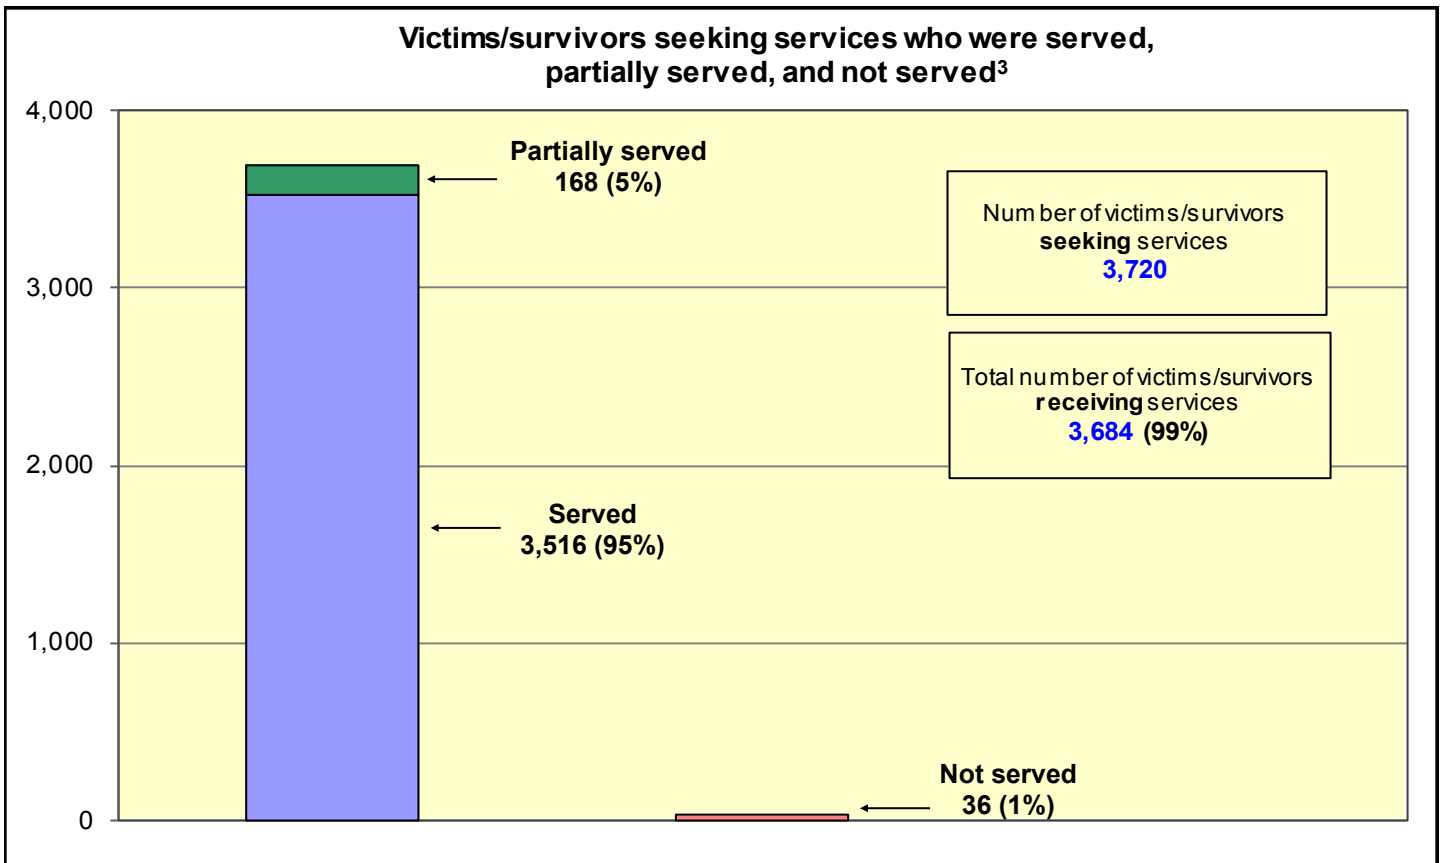 Victims/survivors seeking services who were served,
partially served, and not served³
4,000
3,000
2,000
1,000
0
Partially served
168 (5%)
Served
3,516 (95%)
Not served
36 (1%)
Number of victims/survivors
seeking services
3,720
Total number of victims/survivors
receiving services
3,684 (99%)